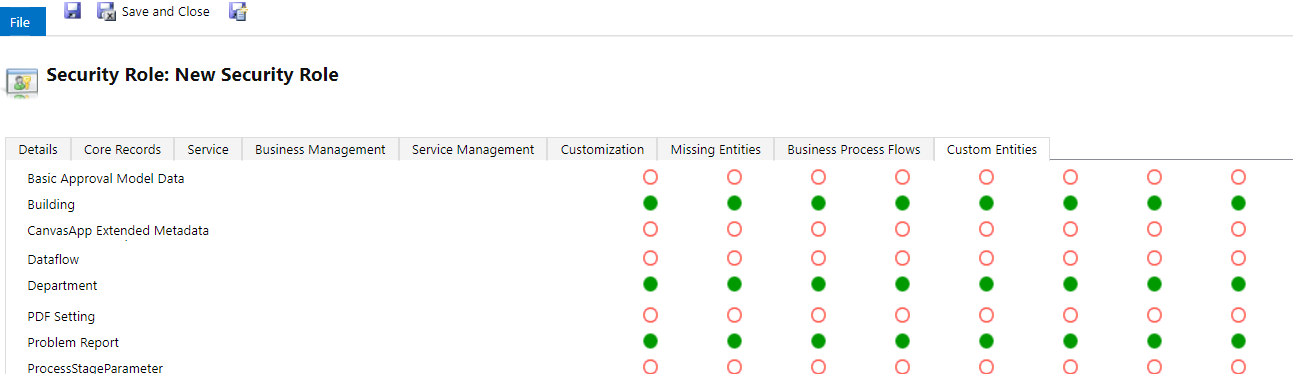 File Save and Close
Security Role: New Security Role
Details Core Records Service Business Management Service Management Customization Missing Entities Business Process Flows Custom Entities
Basic Approval Model Data
Building
CanvasApp Extended Metadata
Dataflow
Department
PDF Setting
Problem Report
ProcessStageParameter